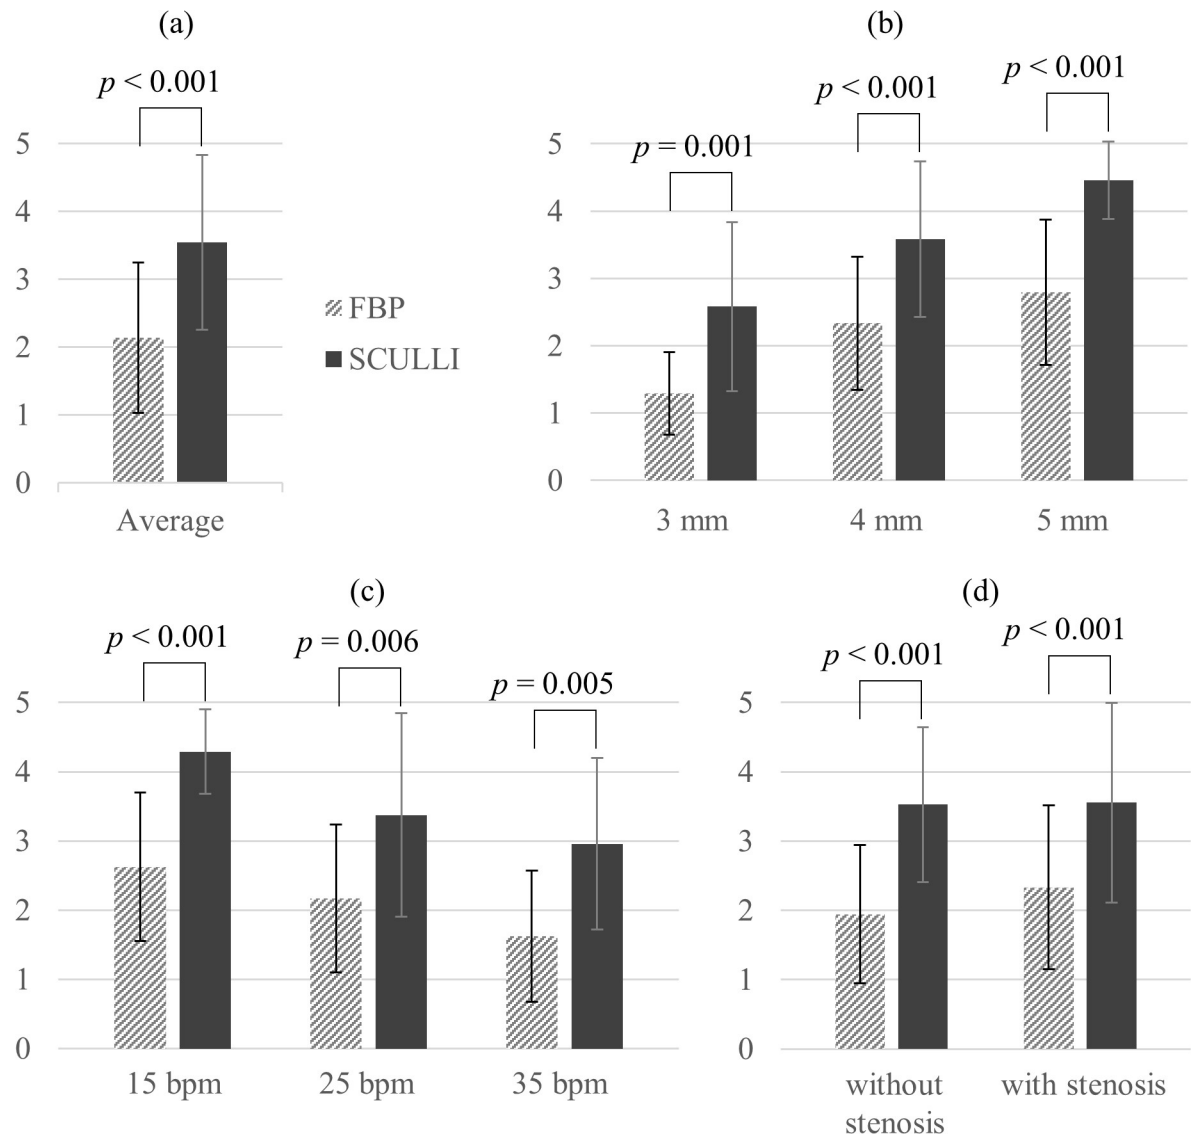 (a)
p < 0.001
5
4
3
2
1
0
Average
FBP
SCULLI
(b)
p = 0.001
p < 0.001
p < 0.001
5
4
3
2
1
0
3 mm
4 mm
5 mm
(c)
p < 0.001
p = 0.006
p = 0.005
5
4
3
2
1
0
15 bpm
25 bpm
35 bpm
(d)
p < 0.001
p < 0.001
5
4
3
2
1
0
without
stenosis
with stenosis